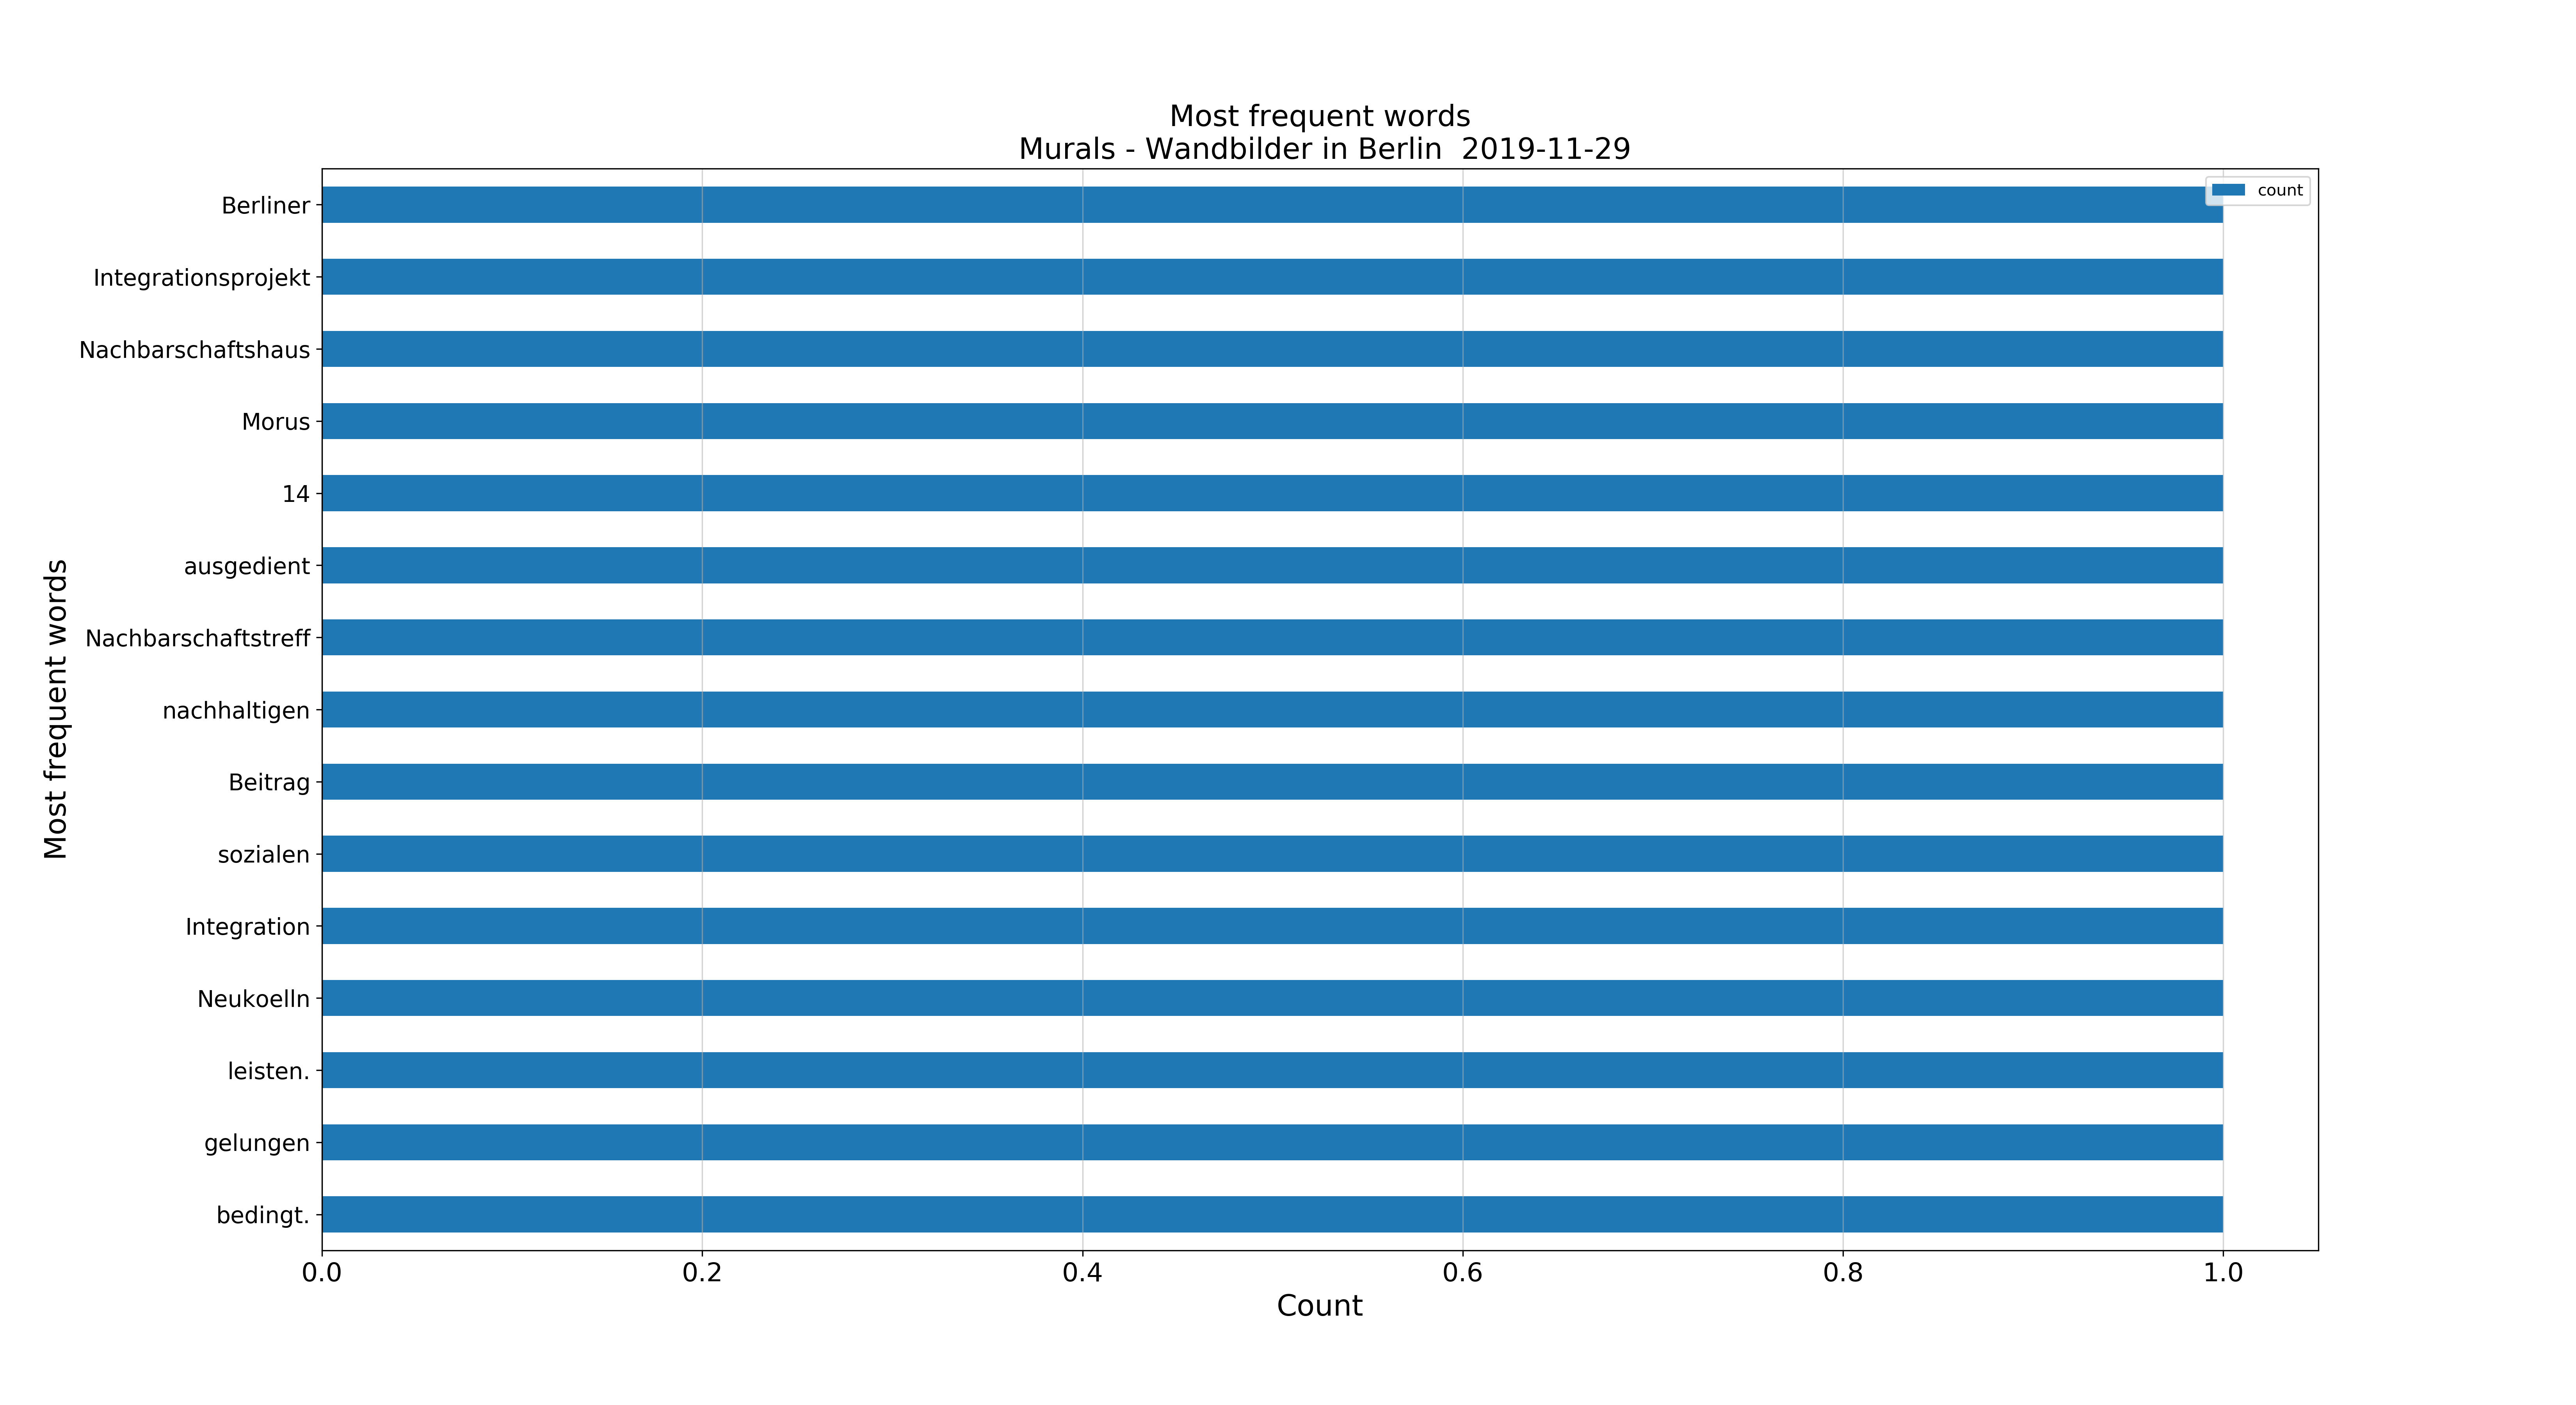 Most frequent words
Murals - Wandbilder in Berlin  2019-11-29
count
Most frequent words
Berliner
Integrationsprojekt
Nachbarschaftshaus
Morus
14
ausgedient
Nachbarschaftstreff
nachhaltigen
Beitrag
sozialen
Integration
Neukoelln
leisten.
gelungen
bedingt.
0.0 0.2 0.4 0.6 0.8 1.0
Count